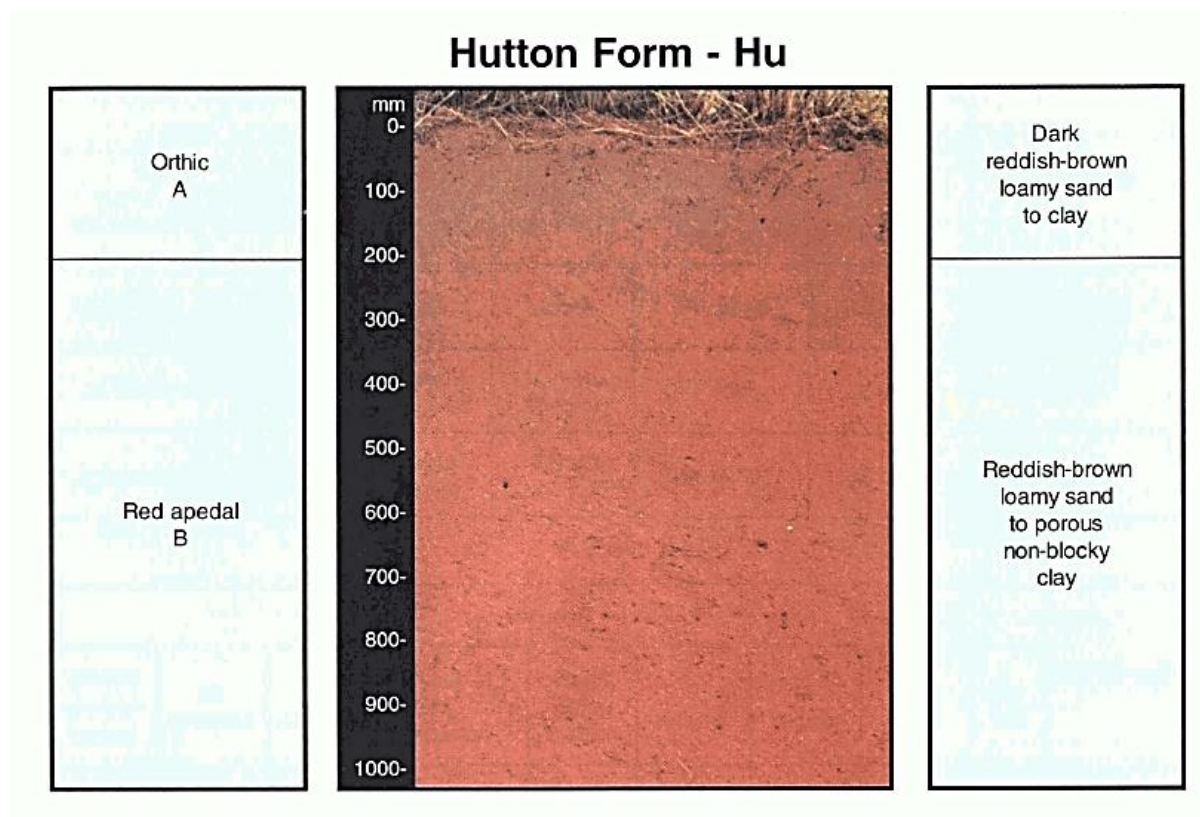 Hutton Form - Hu
Orthic
A
Red apedal
B
mm
0-
100-
200-
300-
400-
500-
600-
700-
800-
900-
1000-
Dark
reddish-brown
loamy sand
to clay
Reddish-brown
loamy sand
to porous
non-blocky
clay